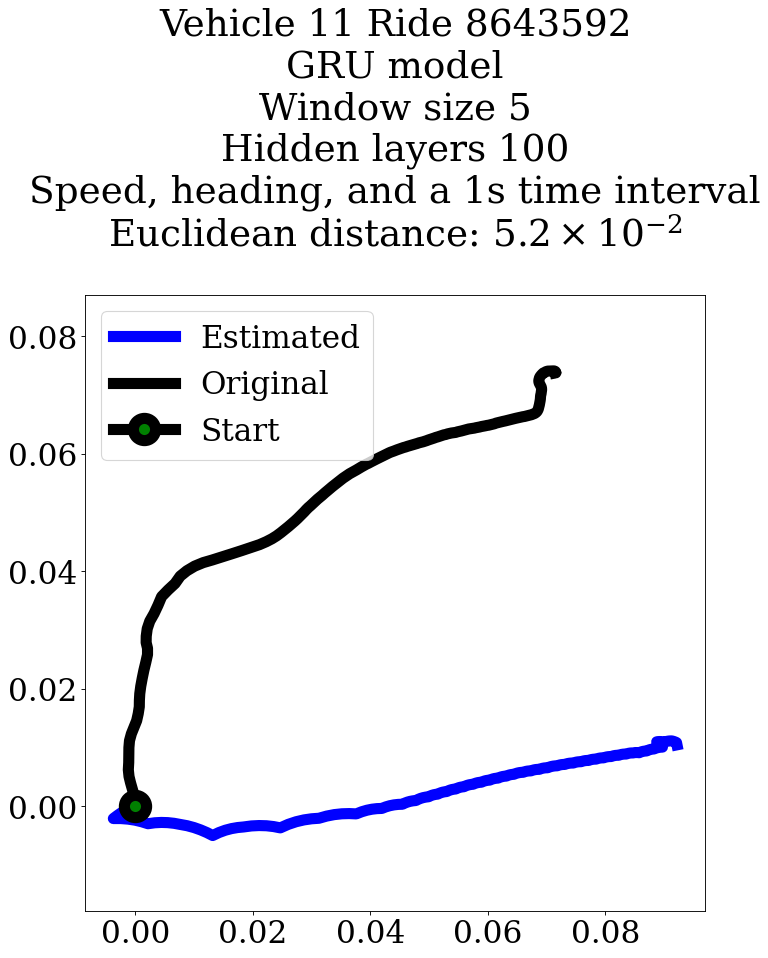 Vehicle 11 Ride 8643592
GRU model
Window size 5
Hidden layers 100
Speed, heading, and a 1s time interval
Euclidean distance: 5.2 × 10⁻²
Estimated
Original
Start
0.08
0.06
0.04
0.02
0.00
0.00 0.02 0.04 0.06 0.08